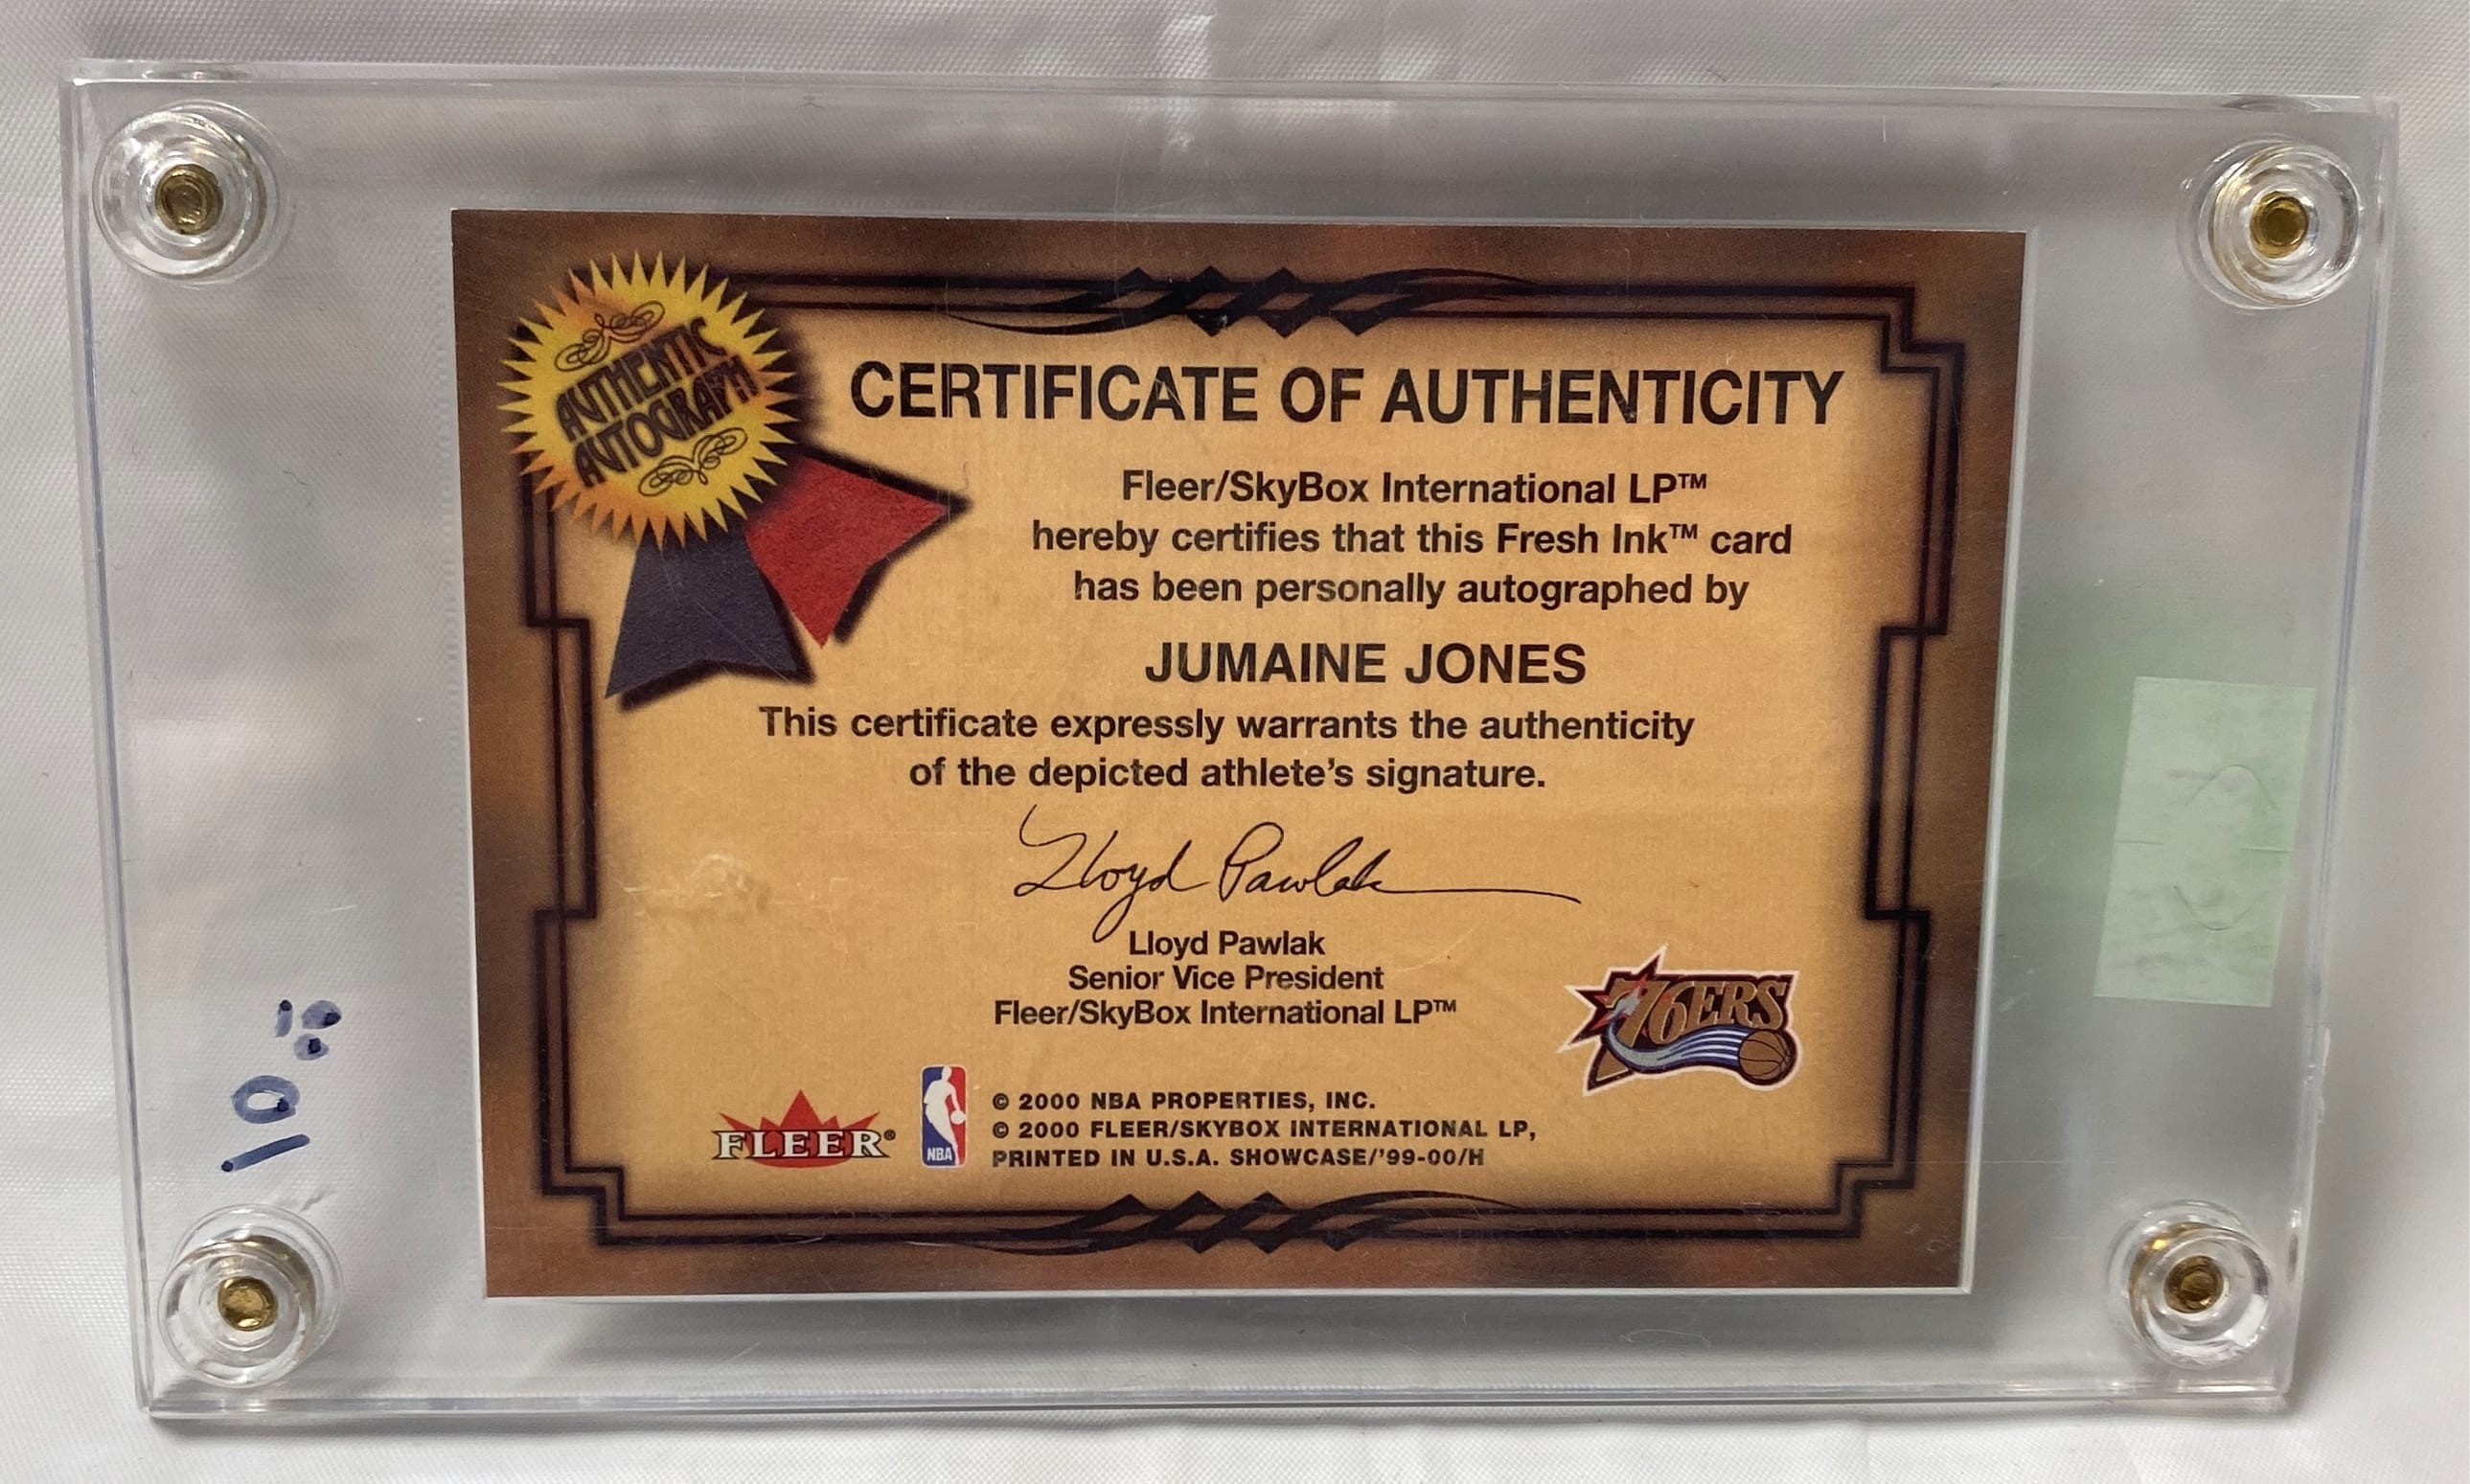 AUTHENTIC
AUTOGRAPH
CERTIFICATE OF AUTHENTICITY
Fleer/SkyBox International LP™
hereby certifies that this Fresh Ink™ card
has been personally autographed by
JUMAINE JONES
This certificate expressly warrants the authenticity
of the depicted athlete's signature.
Lloyd Pawlak
Lloyd Pawlak
Senior Vice President
Fleer/SkyBox International LP™
76ERS
FLEER®
NBA
© 2000 NBA PROPERTIES, INC.
© 2000 FLEER/SKYBOX INTERNATIONAL LP,
PRINTED IN U.S.A. SHOWCASE/'99-00/H
10.00